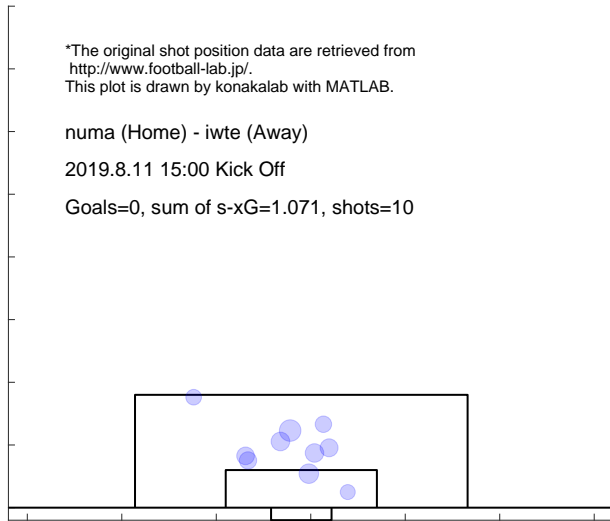 *The original shot position data are retrieved from
http://www.football-lab.jp/.
This plot is drawn by konakalab with MATLAB.
numa (Home) - iwte (Away)
2019.8.11 15:00 Kick Off
Goals=0, sum of s-xG=1.071, shots=10